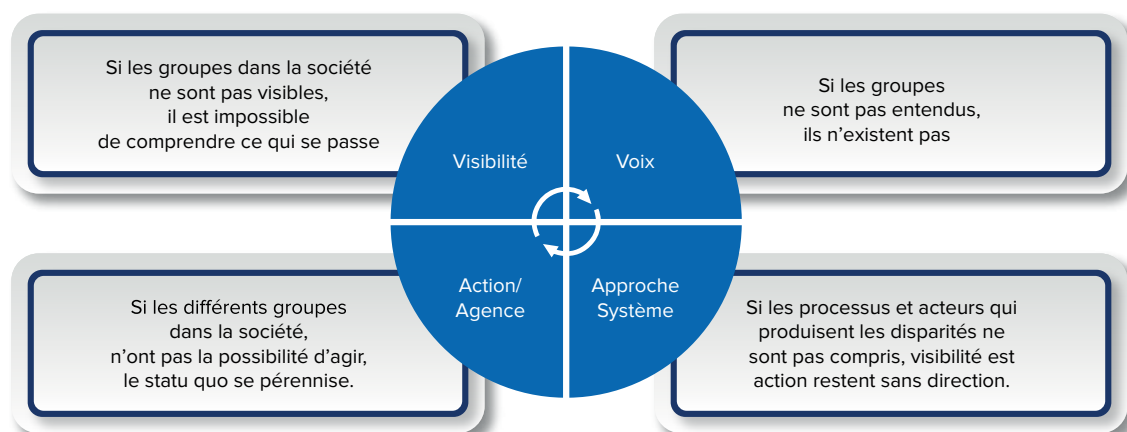 Si les groupes dans la société
ne sont pas visibles,
il est impossible
de comprendre ce qui se passe
Visibilité
Voix
Si les groupes
ne sont pas entendus,
ils n’existent pas
Si les différents groupes
dans la société,
n’ont pas la possibilité d’agir,
le statu quo se pérennise.
Action/
Agence
Approche
Système
Si les processus et acteurs qui
produisent les disparités ne
sont pas compris, visibilité est
action restent sans direction.